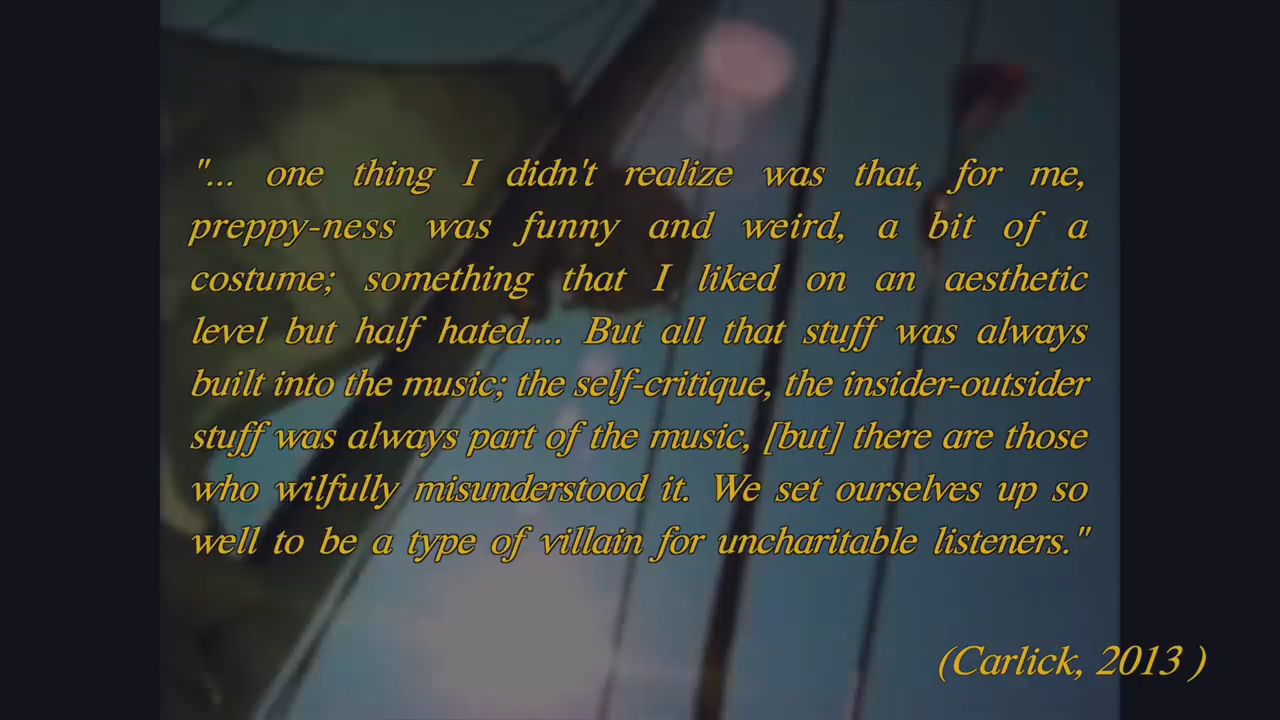 "... one thing I didn't realize was that, for me,
preppy-ness was funny and weird, a bit of a
costume; something that I liked on an aesthetic
level but half hated.... But all that stuff was always
built into the music; the self-critique, the insider-outsider
stuff was always part of the music, [but] there are those
who wilfully misunderstood it. We set ourselves up so
well to be a type of villain for uncharitable listeners."
(Carlick, 2013 )